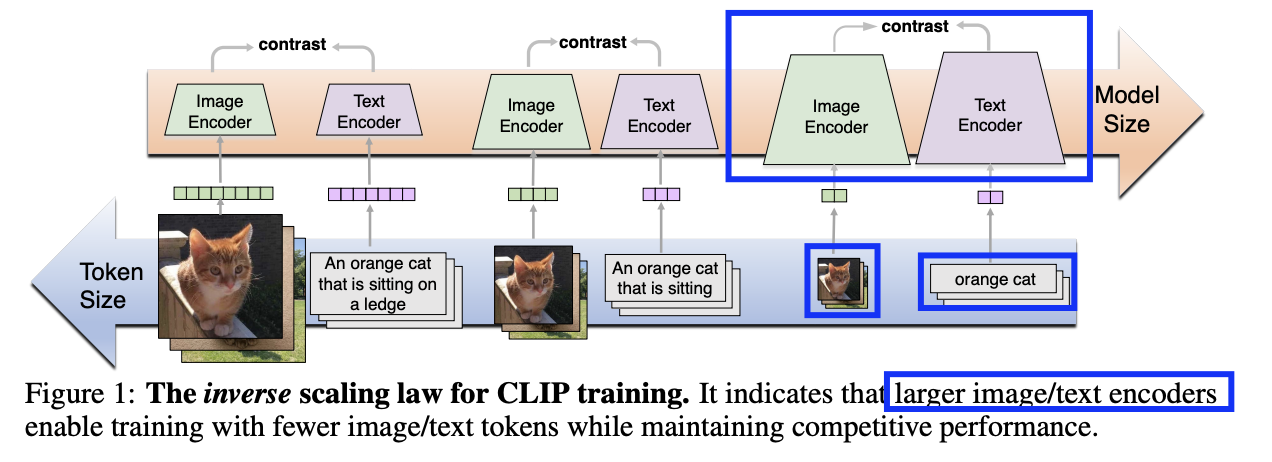 contrast
contrast
contrast
Image
Encoder
Text
Encoder
Image
Encoder
Text
Encoder
Image
Encoder
Text
Encoder
Model
Size
Token
Size
An orange cat
that is sitting on
a ledge
An orange cat
that is sitting
orange cat
Figure 1: The inverse scaling law for CLIP training. It indicates that larger image/text encoders
enable training with fewer image/text tokens while maintaining competitive performance.